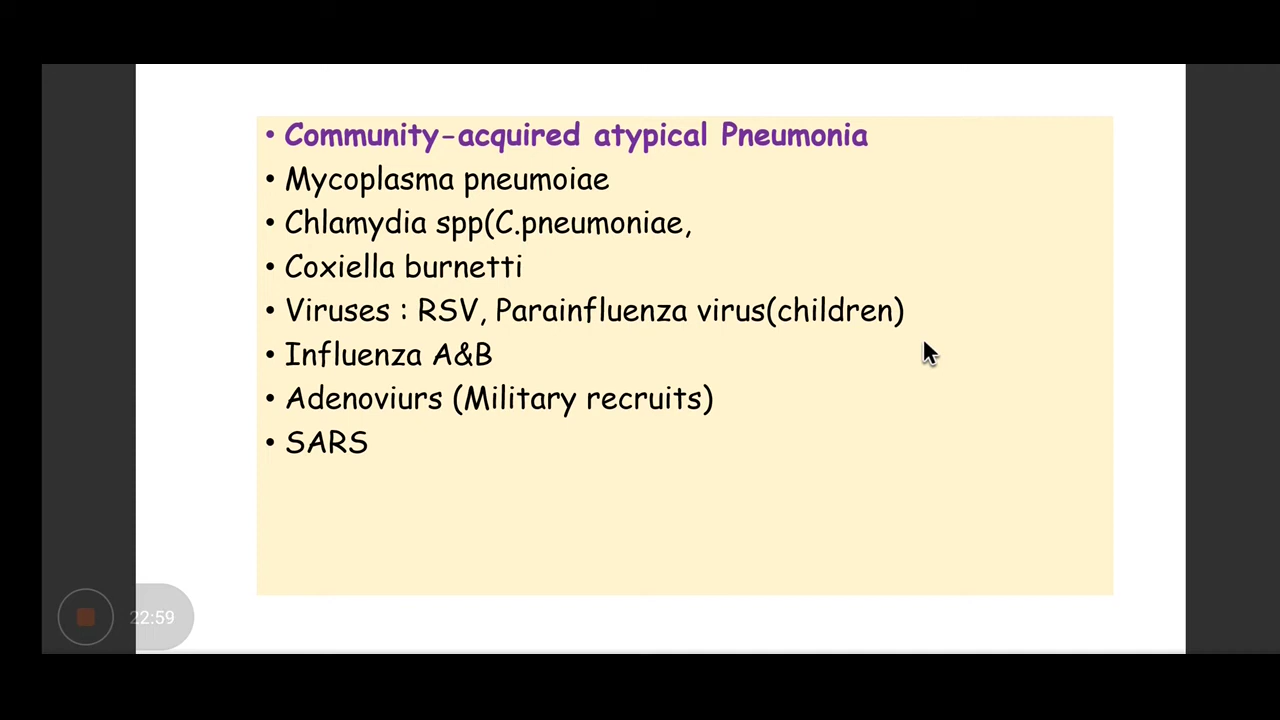 • Community-acquired atypical Pneumonia
• Mycoplasma pneumoiae
• Chlamydia spp(C.pneumoniae,
• Coxiella burnetti
• Viruses : RSV, Parainfluenza virus(children)
• Influenza A&B
• Adenoviurs (Military recruits)
• SARS
22:59